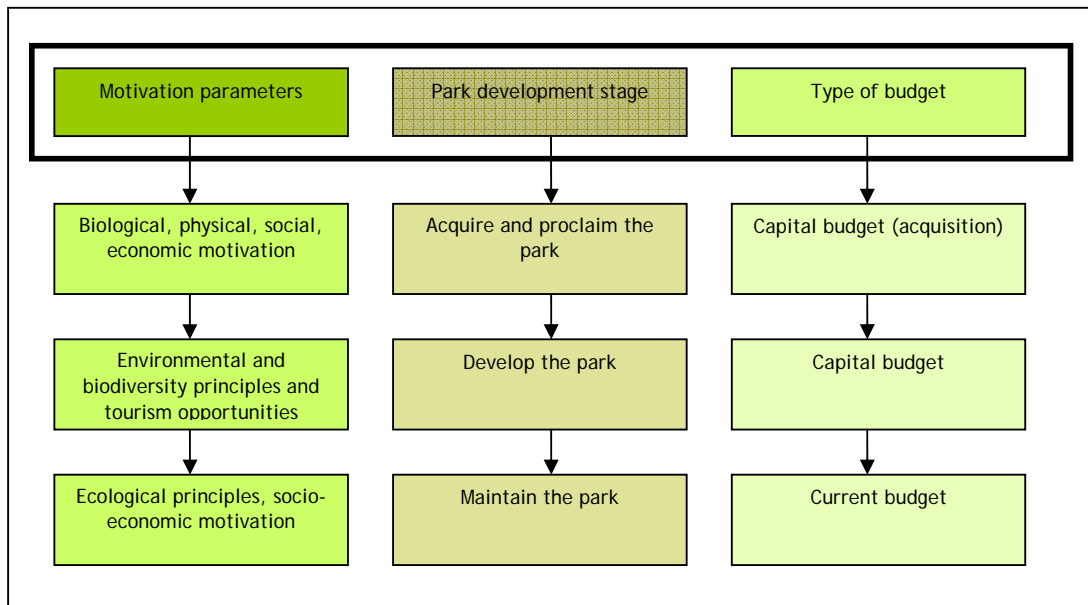 Motivation parameters
Park development stage
Type of budget
Biological, physical, social,
economic motivation
Acquire and proclaim the
park
Capital budget (acquisition)
Environmental and
biodiversity principles and
tourism opportunities
Develop the park
Capital budget
Ecological principles, socio-
economic motivation
Maintain the park
Current budget